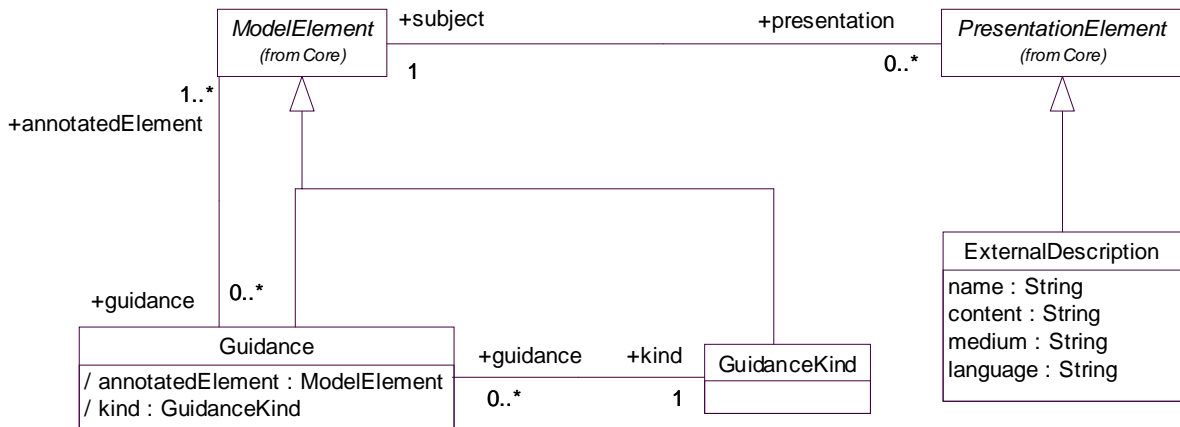 ModelElement
(from Core)
+subject
1
+presentation
0..*
PresentationElement
(from Core)
1..*
+annotatedElement
+guidance
0..*
Guidance
/ annotatedElement : ModelElement
/ kind : GuidanceKind
+guidance
0..*
+kind
1
GuidanceKind
ExternalDescription
name : String
content : String
medium : String
language : String